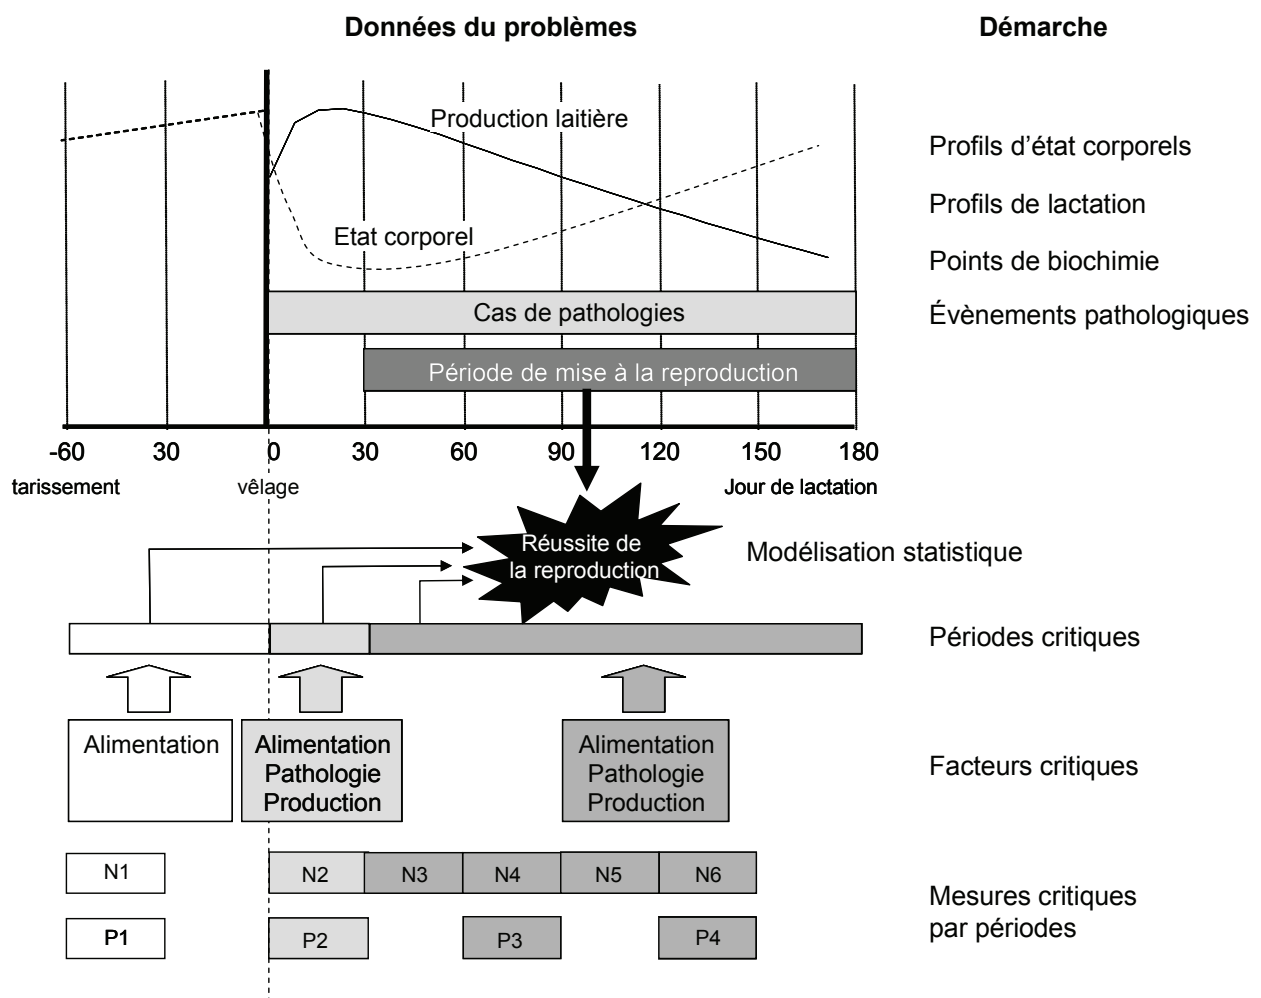 Données du problèmes
Démarche
Production laitière
Profils d'état corporels
Profils de lactation
Etat corporel
Points de biochimie
Cas de pathologies
Évènements pathologiques
Période de mise à la reproduction
-60 30 0 30 60 90 120 150 180
tarissement vêlage Jour de lactation
Réussite de
la reproduction
Modélisation statistique
Périodes critiques
Alimentation
Alimentation
Pathologie
Production
Alimentation
Pathologie
Production
Facteurs critiques
N1 N2 N3 N4 N5 N6
P1 P2 P3 P4
Mesures critiques
par périodes